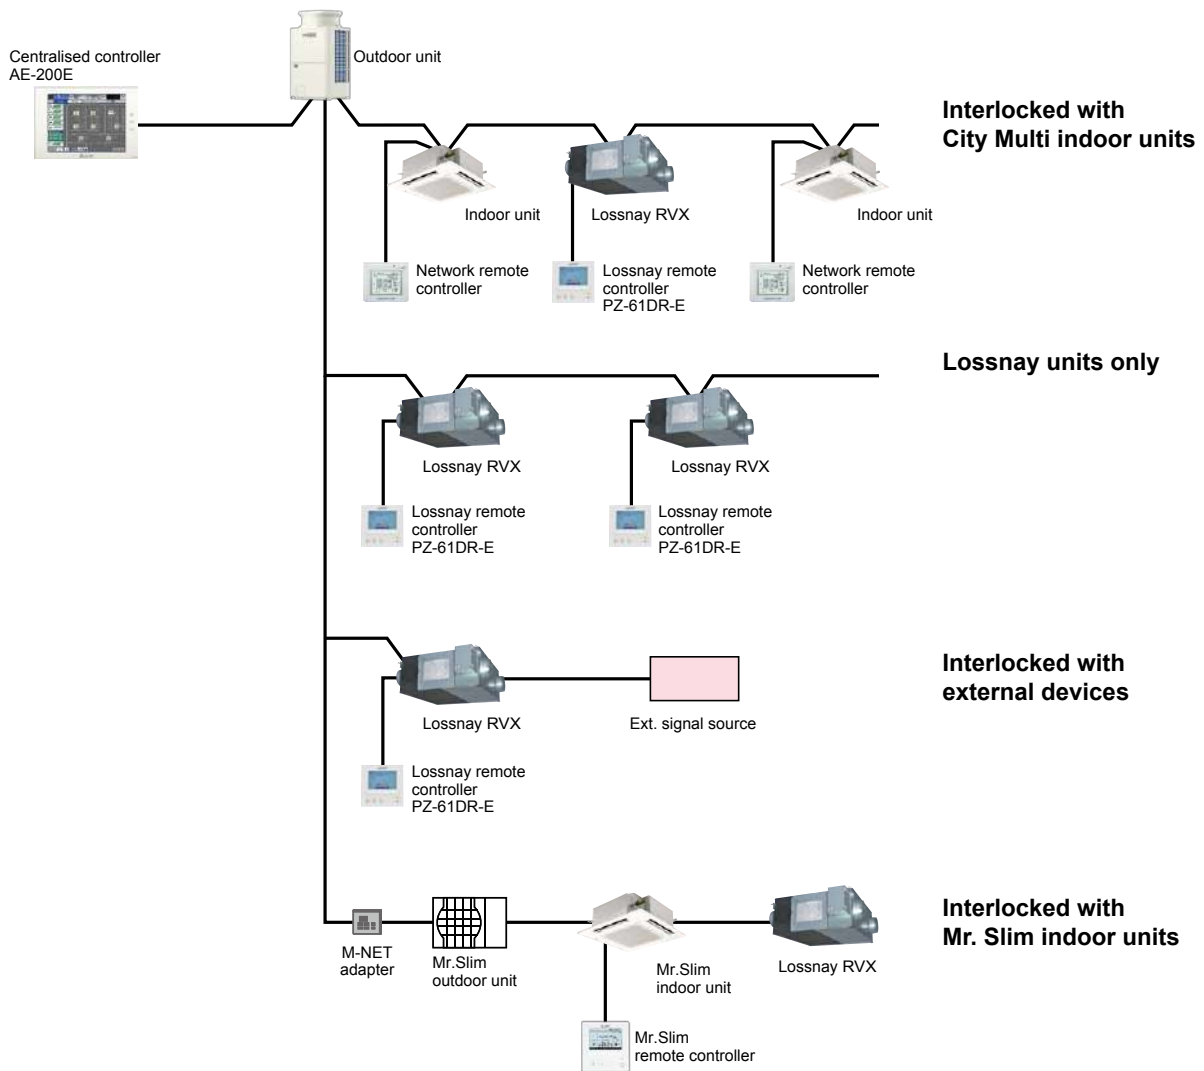 Centralised controller
AE-200E
Outdoor unit
Interlocked with
City Multi indoor units
Indoor unit
Lossnay RVX
Indoor unit
Network remote
controller
Lossnay remote
controller
PZ-61DR-E
Network remote
controller
Lossnay units only
Lossnay RVX
Lossnay RVX
Lossnay remote
controller
PZ-61DR-E
Lossnay remote
controller
PZ-61DR-E
Interlocked with
external devices
Lossnay RVX
Ext. signal source
Lossnay remote
controller
PZ-61DR-E
Interlocked with
Mr. Slim indoor units
M-NET
adapter
Mr.Slim
outdoor unit
Mr.Slim
indoor unit
Lossnay RVX
Mr.Slim
remote controller